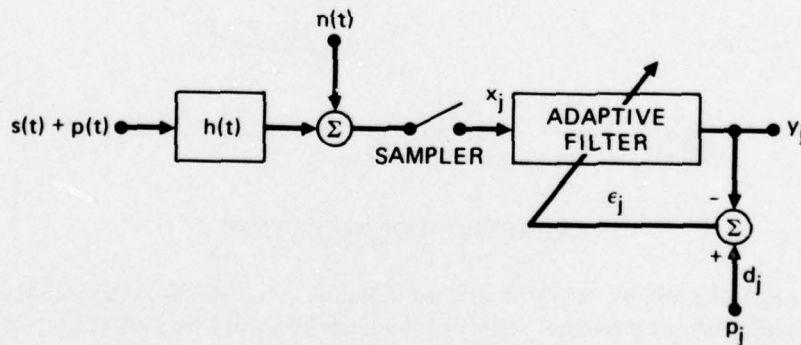 n(t)
s(t) + p(t)
h(t)
Σ
SAMPLER
x_j
ADAPTIVE
FILTER
y_j
ϵ_j
-
Σ
+
d_j
p_j